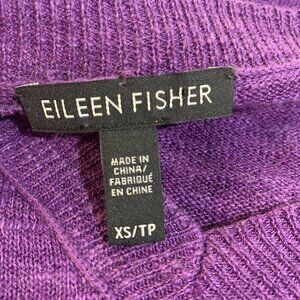 EILEEN FISHER
MADE IN
CHINA/
FABRIQUÉ
EN CHINE
XS/TP